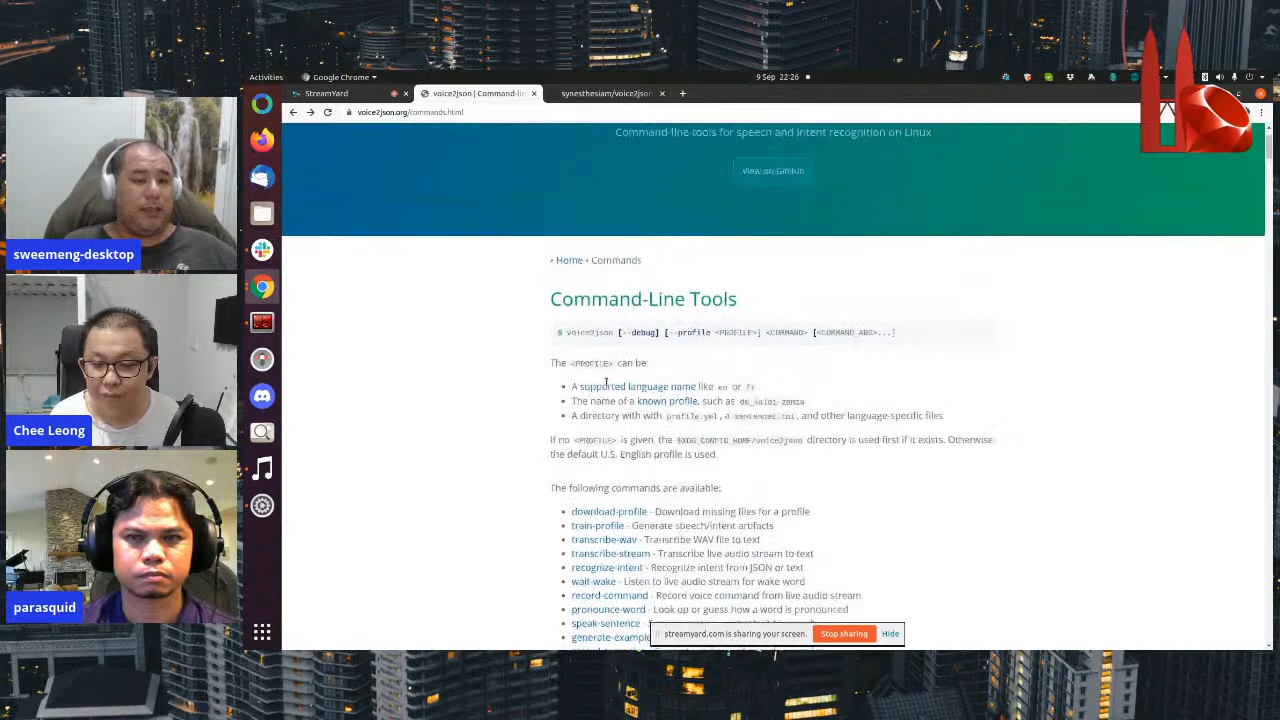 Activities
Google Chrome
9 Sep 22:26
StreamYard
voice2json | Command-lin
synesthesiam/voice2json
voice2json.org/commands.html
Command-line tools for speech and intent recognition on Linux
View on GitHub
Home • Commands
Command-Line Tools
$ voice2json [--debug] [--profile <PROFILE>] <COMMAND> [<COMMAND_ARG>...]
The <PROFILE> can be:
A supported language name like en or fr
The name of a known profile, such as de_kaldi-zamia
A directory with with profile.yml, a sentences.ini, and other language-specific files
If no <PROFILE> is given, the $XDG_CONFIG_HOME/voice2json directory is used first if it exists. Otherwise
the default U.S. English profile is used.
The following commands are available:
download-profile - Download missing files for a profile
train-profile - Generate speech/intent artifacts
transcribe-wav - Transcribe WAV file to text
transcribe-stream - Transcribe live audio stream to text
recognize-intent - Recognize intent from JSON or text
wait-wake - Listen to live audio stream for wake word
record-command - Record voice command from live audio stream
pronounce-word - Look up or guess how a word is pronounced
speak-sentence -
generate-example
streamyard.com is sharing your screen.
Stop sharing
Hide
sweemeng-desktop
Chee Leong
parasquid